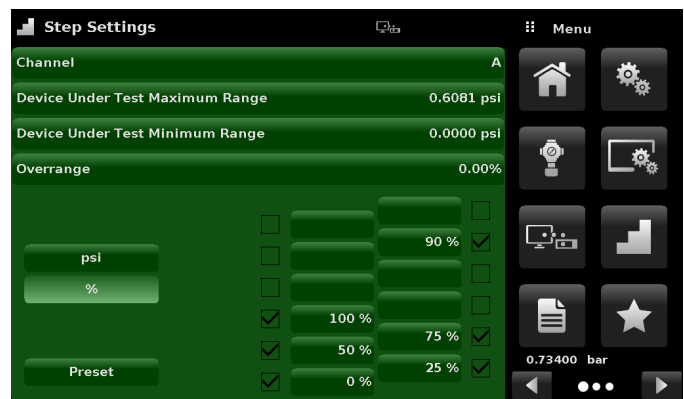 Step Settings
Menu
Channel A
Device Under Test Maximum Range 0.6081 psi
Device Under Test Minimum Range 0.0000 psi
Overrange 0.00%
90 %
psi
%
100 %
75 %
50 %
25 %
Preset
0 %
0.73400 bar